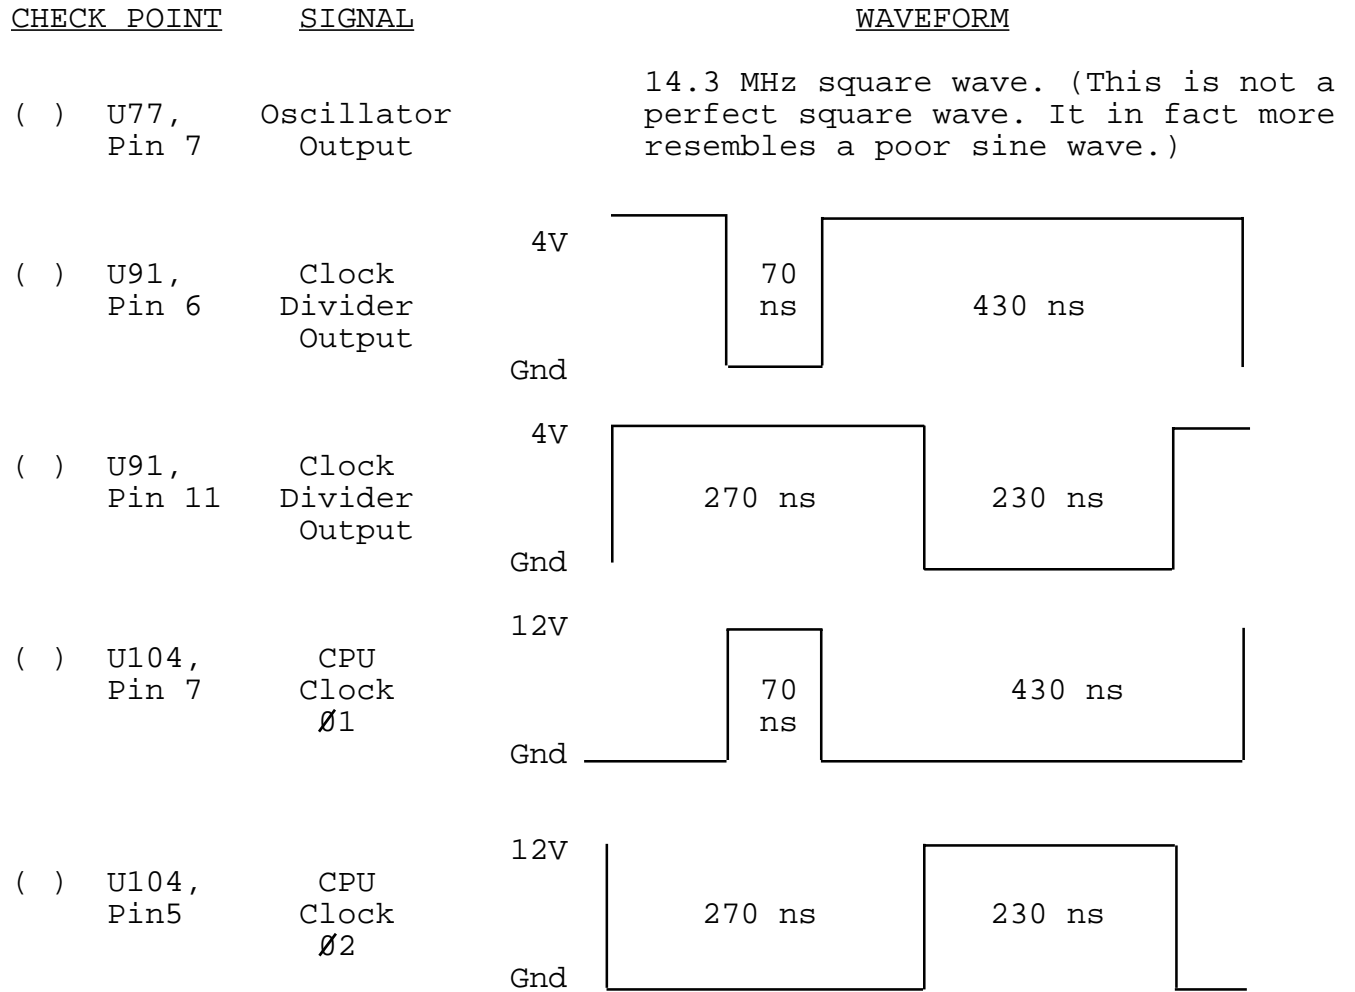 CHECK POINT SIGNAL WAVEFORM
14.3 MHz square wave. (This is not a
( ) U77, Oscillator perfect square wave. It in fact more
Pin 7 Output resembles a poor sine wave.)
4V
( ) U91, Clock 70
Pin 6 Divider ns 430 ns
Output
Gnd
4V
( ) U91, Clock
Pin 11 Divider 270 ns 230 ns
Output
Gnd
12V
( ) U104, CPU
Pin 7 Clock 70 430 ns
Ø1 ns
Gnd
12V
( ) U104, CPU
Pin5 Clock 270 ns 230 ns
Ø2
Gnd